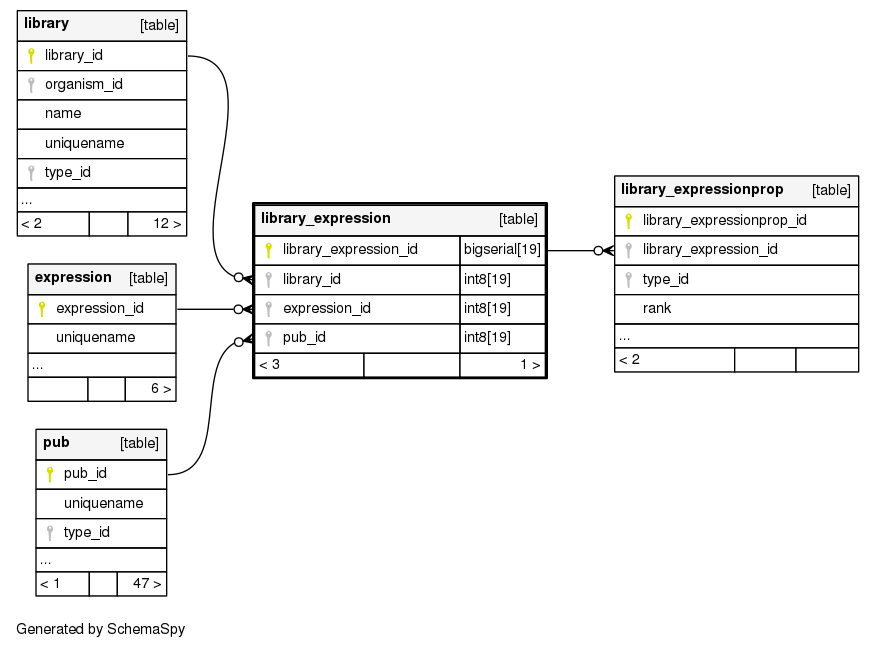 library [table]
library_id
organism_id
name
uniquename
type_id
...
< 2 12 >
expression [table]
expression_id
uniquename
...
6 >
pub [table]
pub_id
uniquename
type_id
...
< 1 47 >
library_expression [table]
library_expression_id bigserial[19]
library_id int8[19]
expression_id int8[19]
pub_id int8[19]
< 3 1 >
library_expressionprop [table]
library_expressionprop_id
library_expression_id
type_id
rank
...
< 2
Generated by SchemaSpy